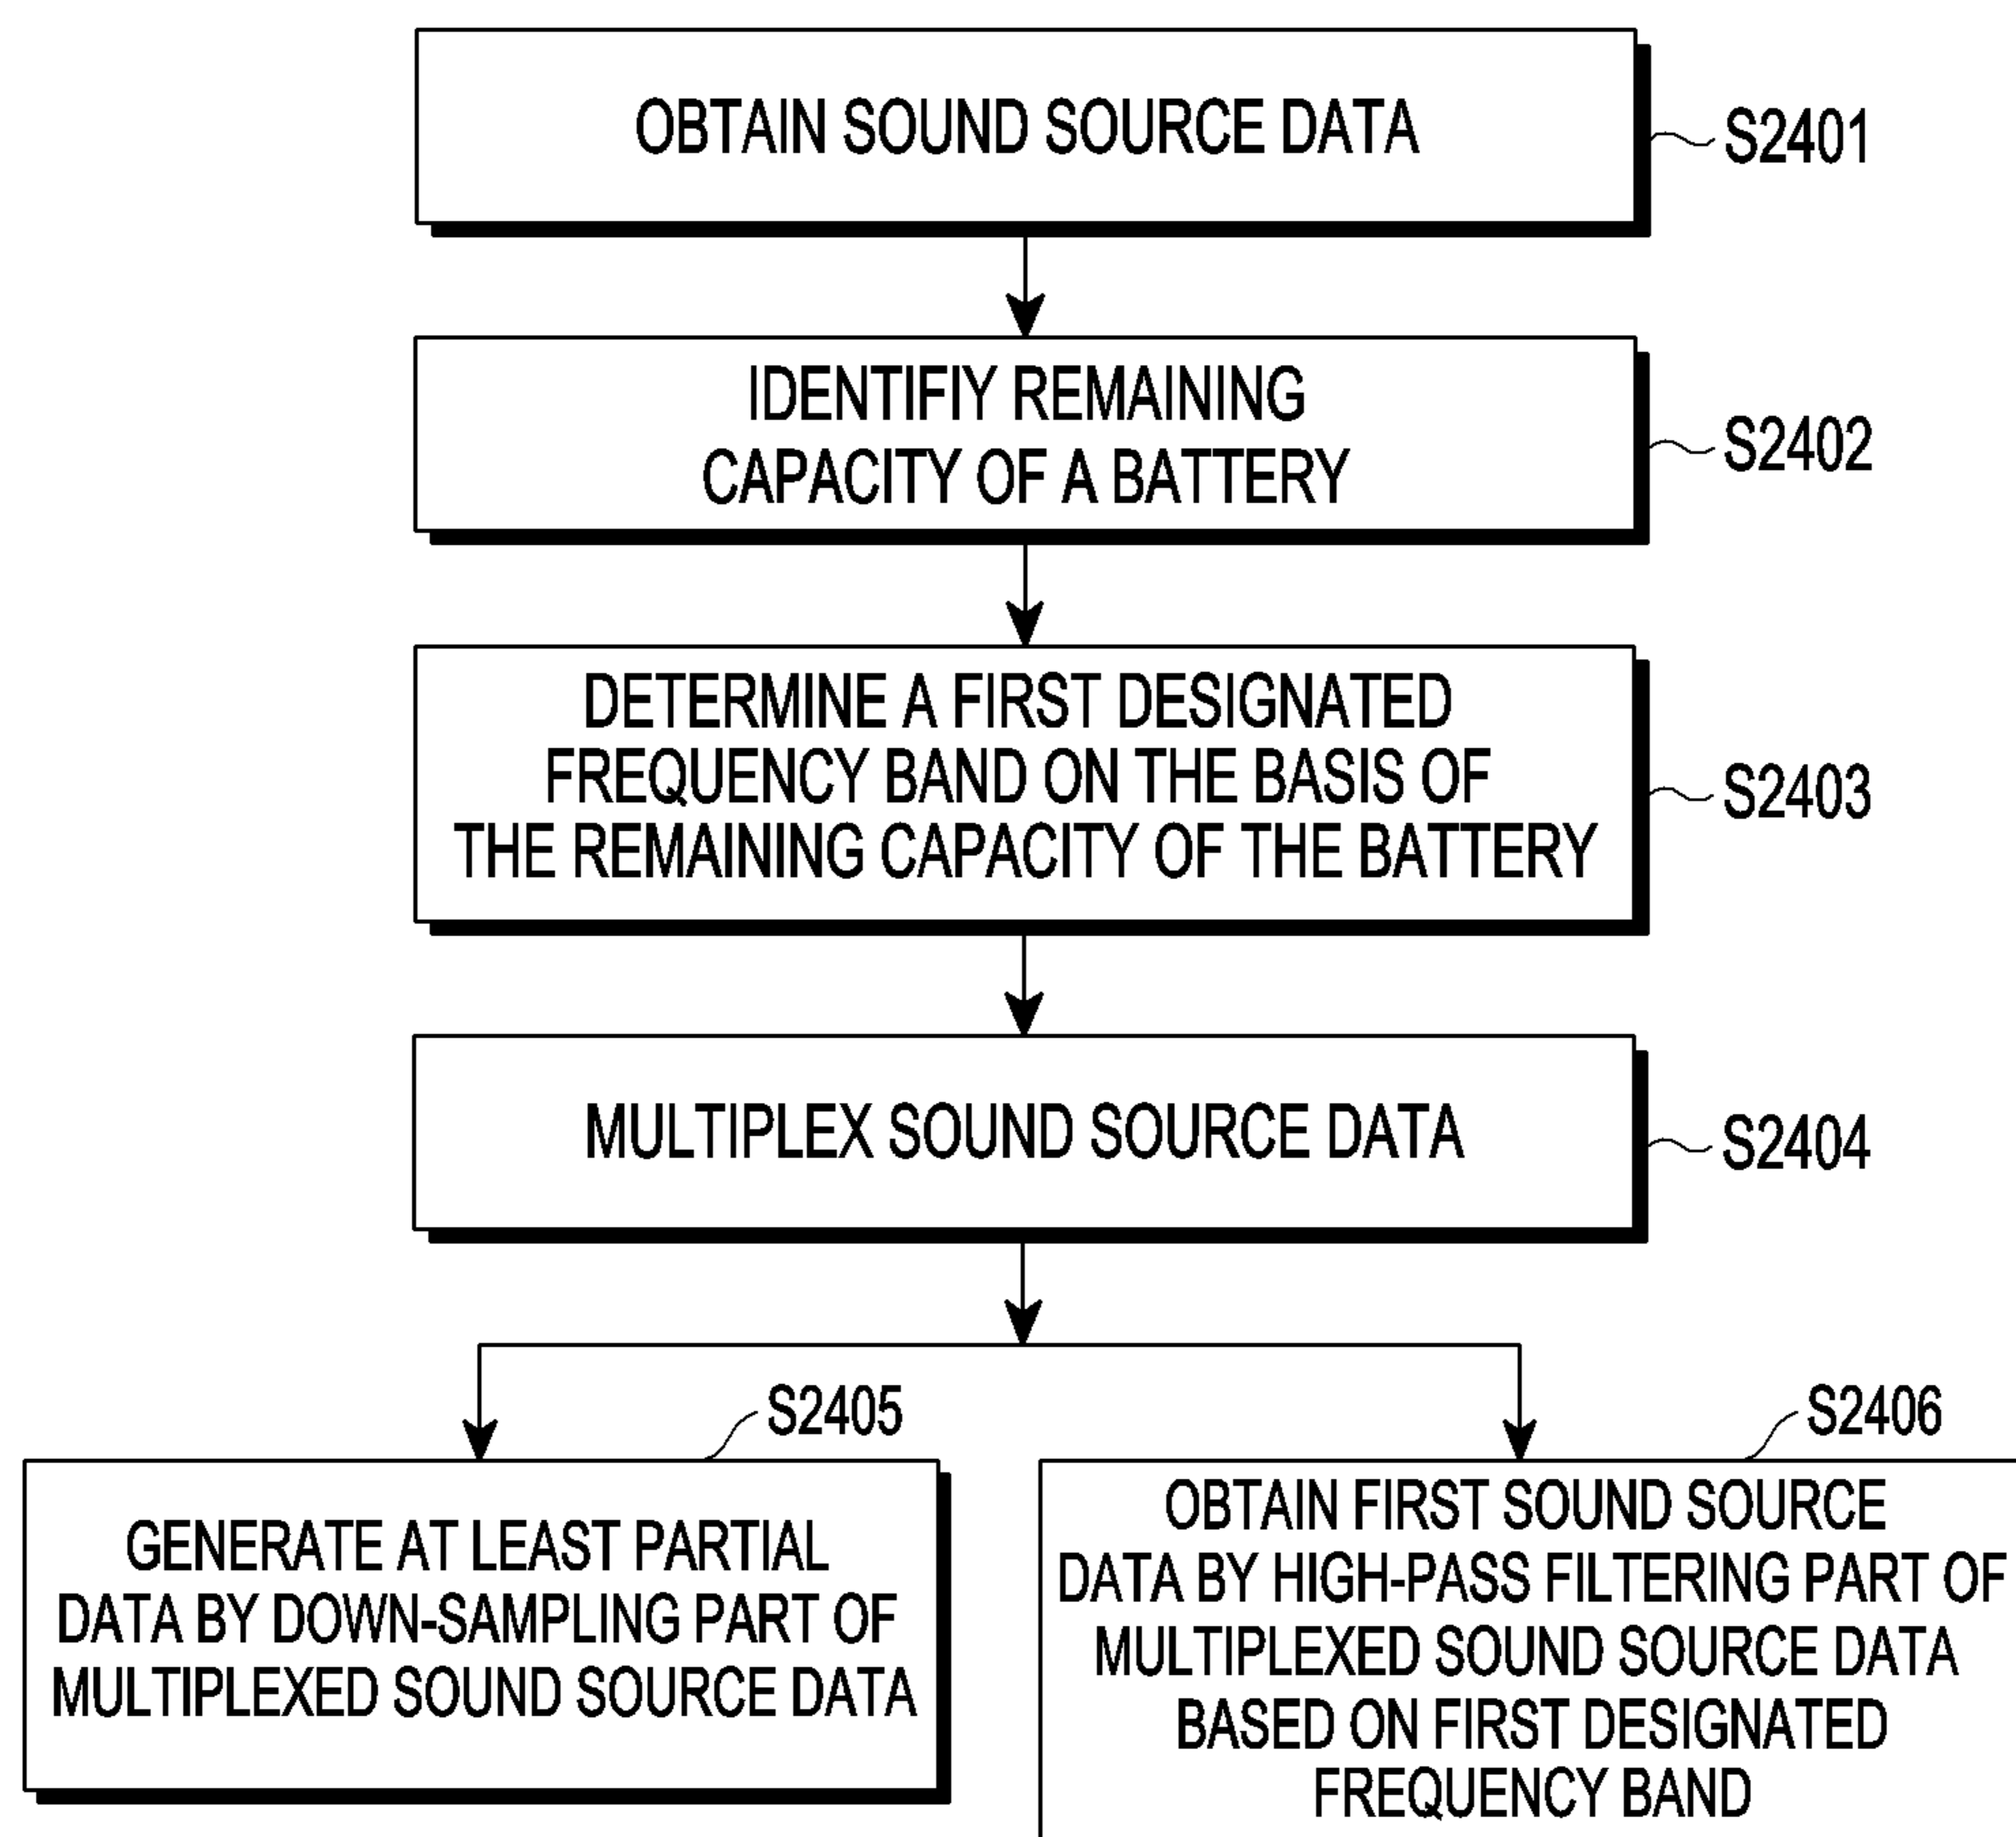 OBTAIN SOUND SOURCE DATA
S2401
IDENTIFIY REMAINING
CAPACITY OF A BATTERY
S2402
DETERMINE A FIRST DESIGNATED
FREQUENCY BAND ON THE BASIS OF
THE REMAINING CAPACITY OF THE BATTERY
S2403
MULTIPLEX SOUND SOURCE DATA
S2404
S2405
GENERATE AT LEAST PARTIAL
DATA BY DOWN-SAMPLING PART OF
MULTIPLEXED SOUND SOURCE DATA
S2406
OBTAIN FIRST SOUND SOURCE
DATA BY HIGH-PASS FILTERING PART OF
MULTIPLEXED SOUND SOURCE DATA
BASED ON FIRST DESIGNATED
FREQUENCY BAND